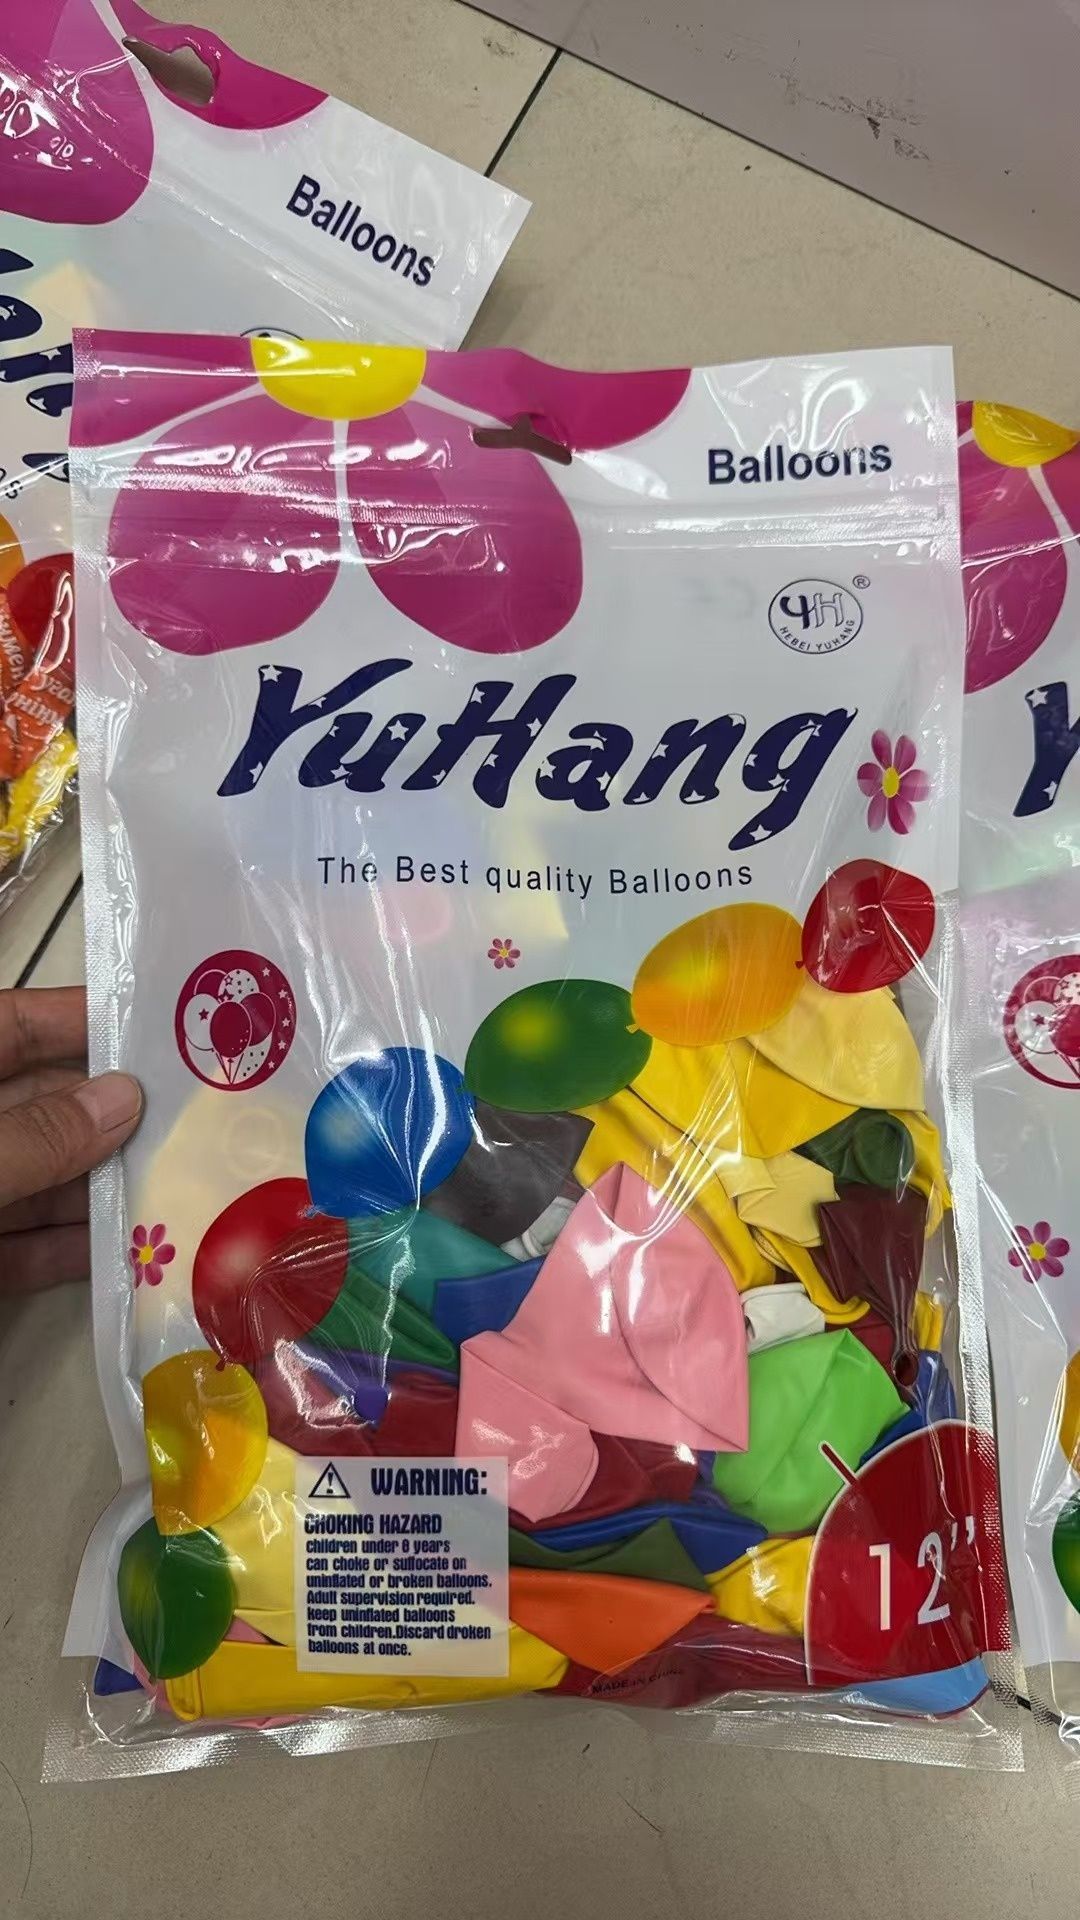 Balloons
Balloons
YH
®
HEBEI YUHANG
YuHang
The Best quality Balloons
WARNING:
CHOKING HAZARD
children under 8 years
can choke or suffocate on
uninflated or broken balloons.
Adult supervision required.
keep uninflated balloons
from children.Discard droken
balloons at once.
12”
MADE IN CHINA